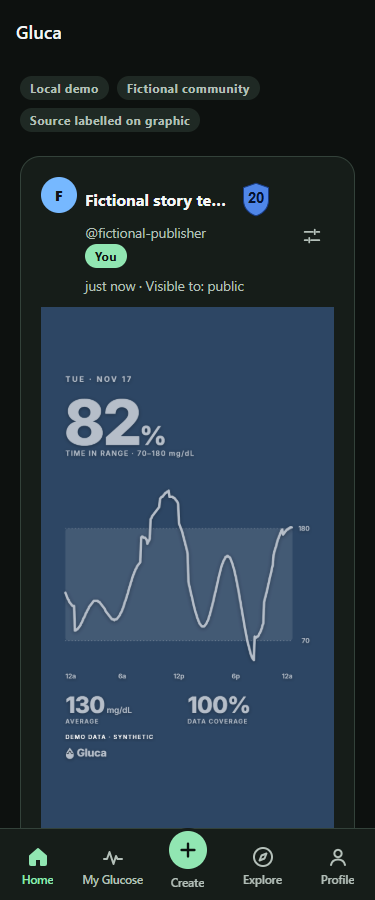 Gluca
Local demo
Fictional community
Source labelled on graphic
F
Fictional story te...
20
@fictional-publisher
You
just now · Visible to: public
TUE · NOV 17
82%
TIME IN RANGE · 70–180 mg/dL
180
70
12a 6a 12p 6p 12a
130 mg/dL
AVERAGE
100%
DATA COVERAGE
DEMO DATA · SYNTHETIC
Gluca
Home
My Glucose
Create
Explore
Profile